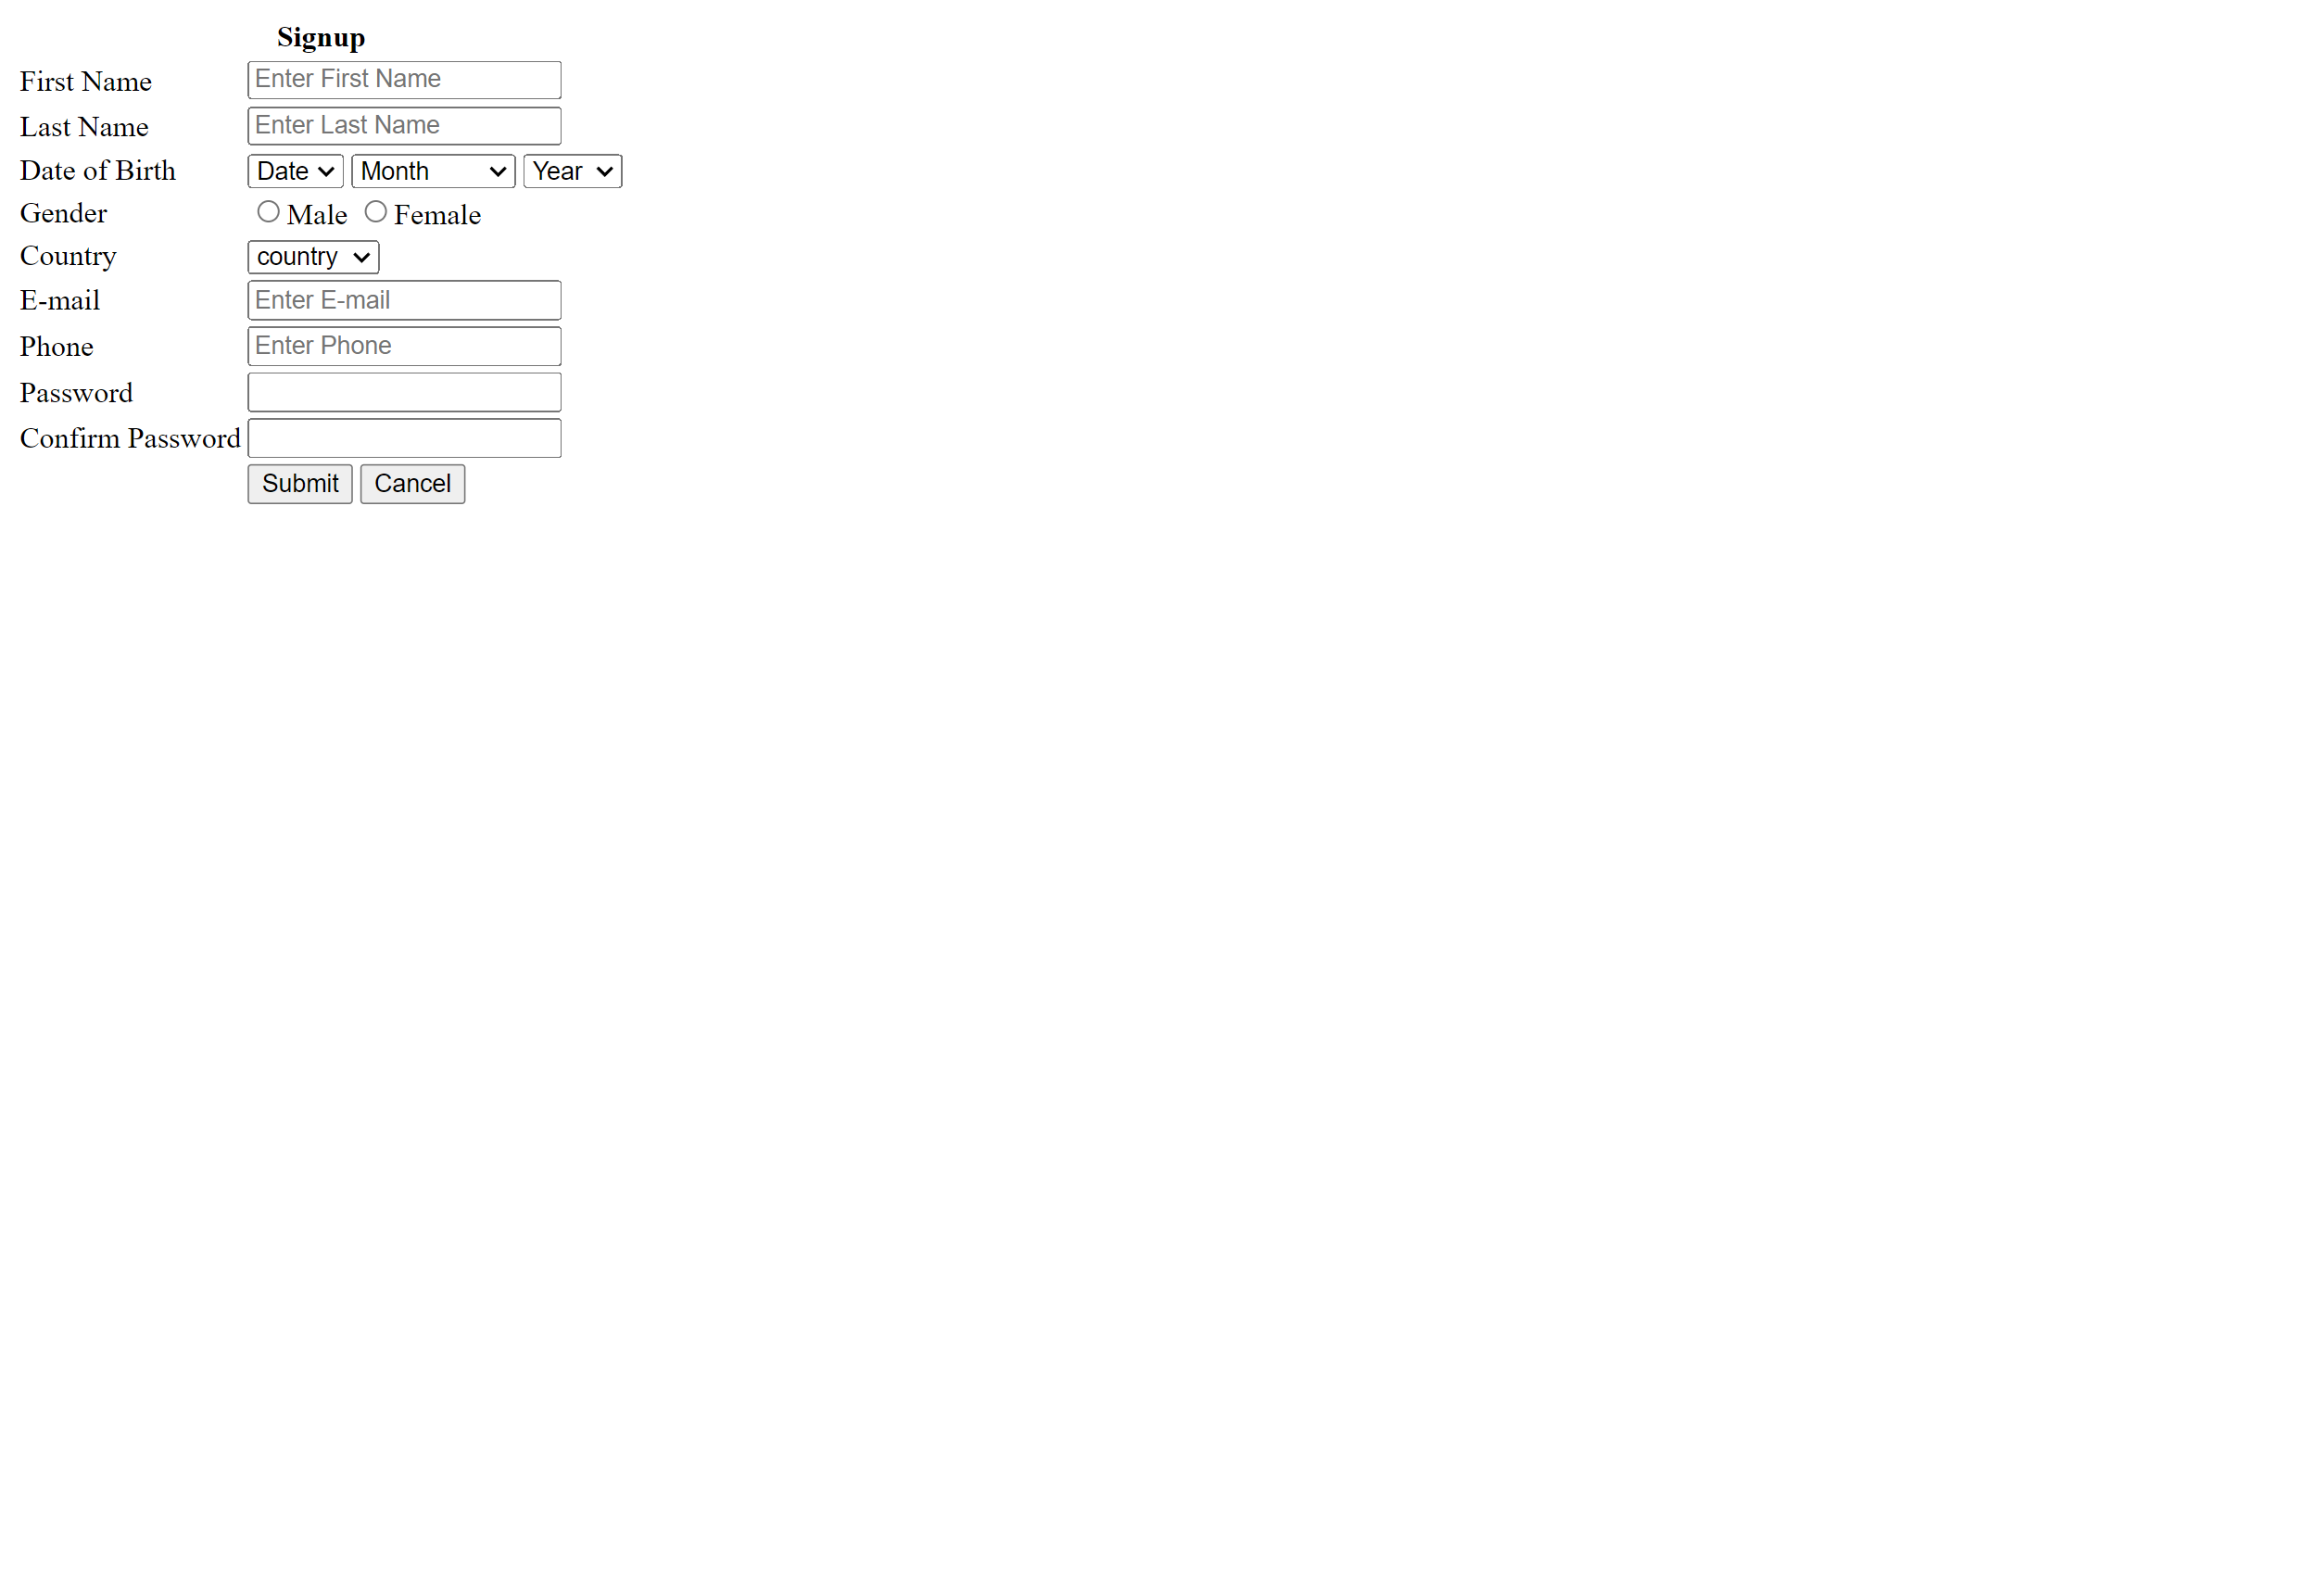 Signup
First Name Enter First Name
Last Name Enter Last Name
Date of Birth Date Month Year
Gender Male Female
Country country
E-mail Enter E-mail
Phone Enter Phone
Password
Confirm Password
Submit Cancel